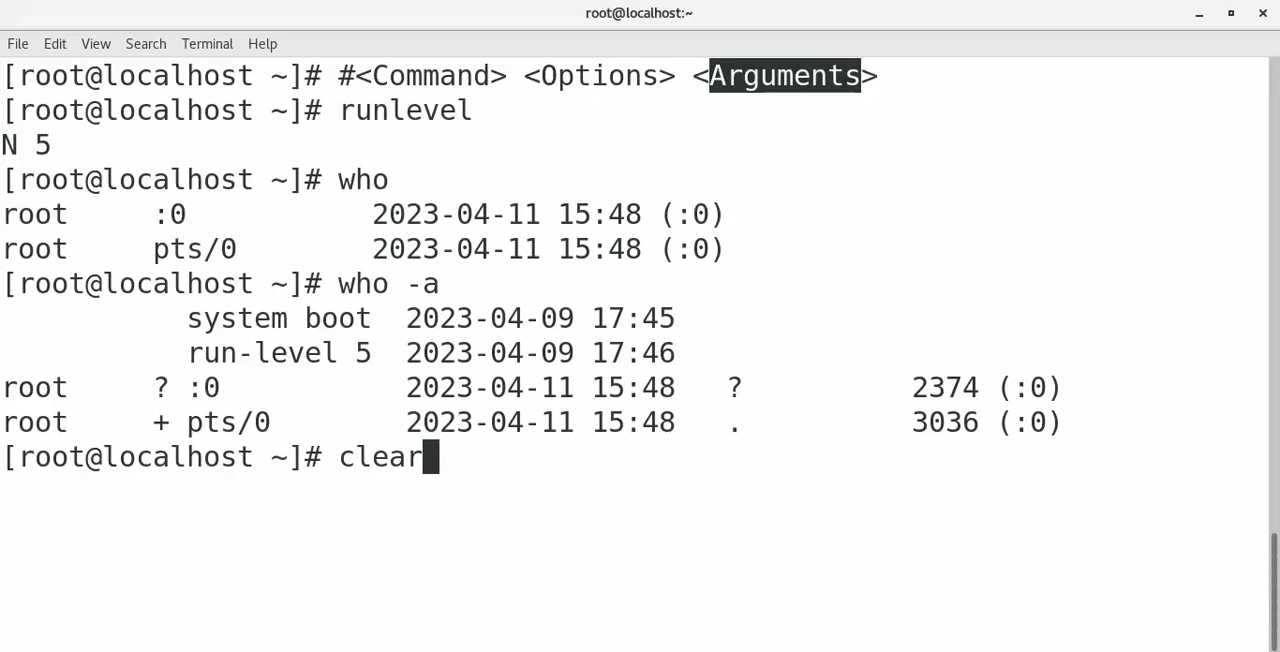 root@localhost:~
File Edit View Search Terminal Help
[root@localhost ~]# #<Command> <Options> <Arguments>
[root@localhost ~]# runlevel
N 5
[root@localhost ~]# who
root     :0           2023-04-11 15:48 (:0)
root     pts/0        2023-04-11 15:48 (:0)
[root@localhost ~]# who -a
           system boot  2023-04-09 17:45
           run-level 5  2023-04-09 17:46
root     ? :0           2023-04-11 15:48   ?          2374 (:0)
root     + pts/0        2023-04-11 15:48   .          3036 (:0)
[root@localhost ~]# clear